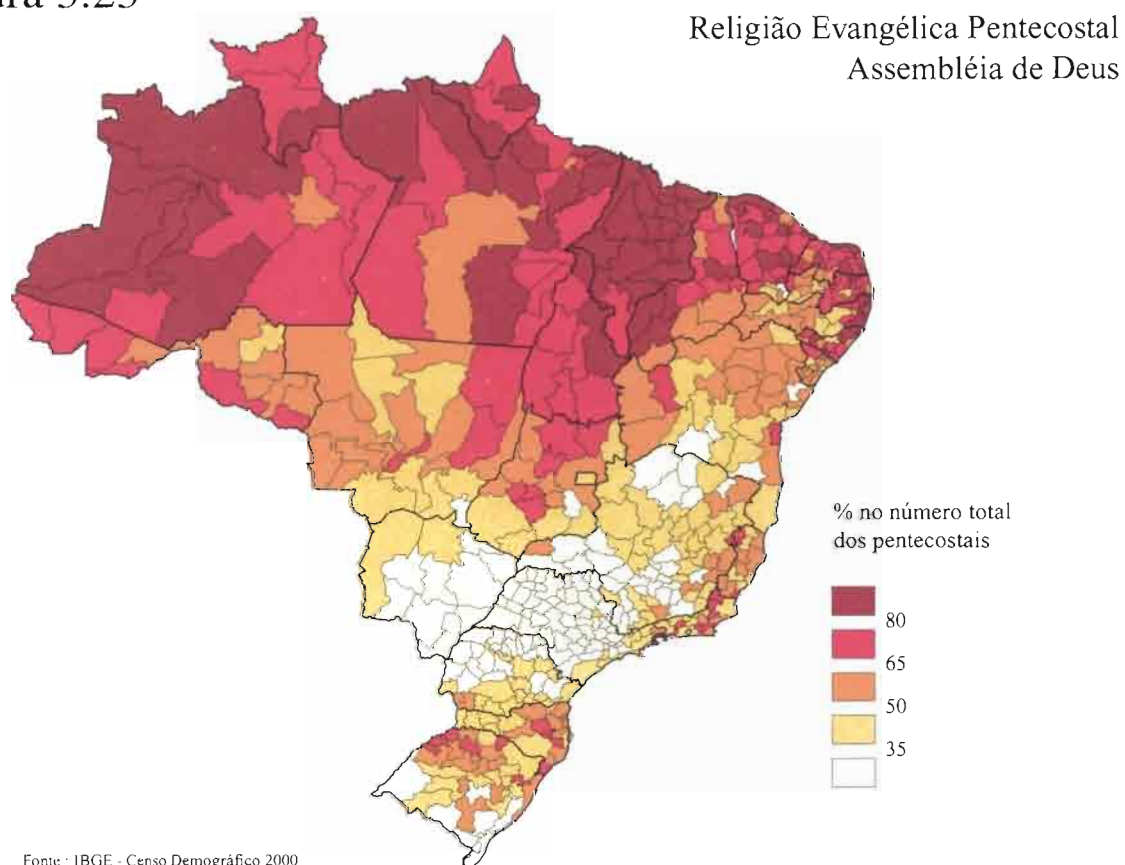 Religião Evangélica Pentecostal
Assembléia de Deus
% no número total
dos pentecostais
80
65
50
35
Fonte : IBGE - Censo Demográfico 2000